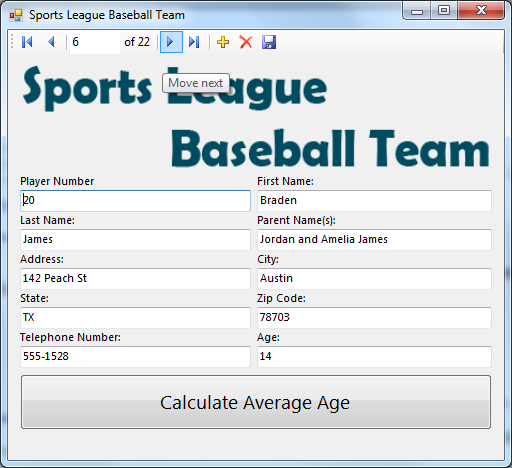 Sports League Baseball Team
6 of 22
Move next
Sports League
Baseball Team
Player Number First Name:
20 Braden
Last Name: Parent Name(s):
James Jordan and Amelia James
Address: City:
142 Peach St Austin
State: Zip Code:
TX 78703
Telephone Number: Age:
555-1528 14
Calculate Average Age